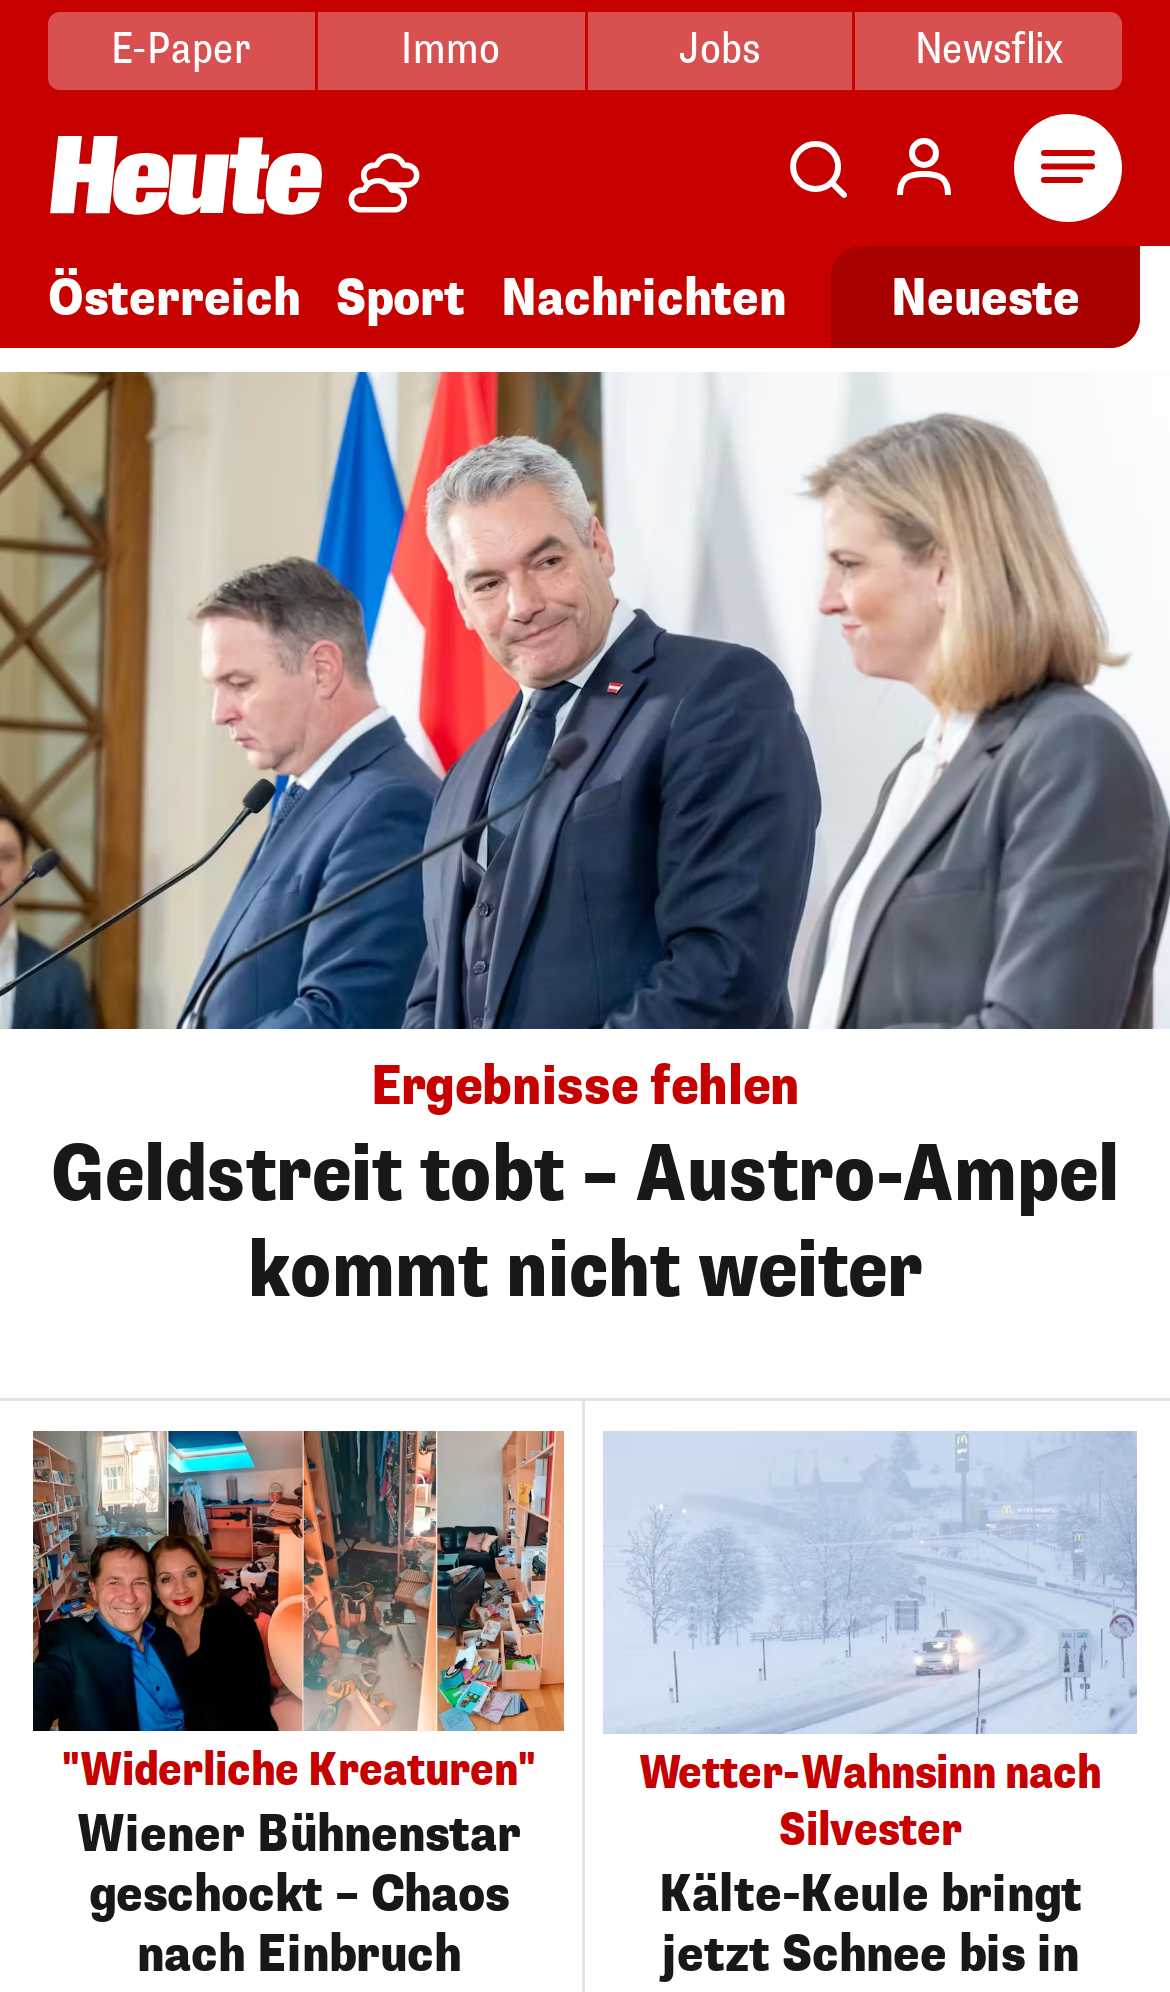 E-Paper
Immo
Jobs
Newsflix
Heute
Österreich
Sport
Nachrichten
Neueste
Ergebnisse fehlen
Geldstreit tobt – Austro-Ampel
kommt nicht weiter
"Widerliche Kreaturen"
Wiener Bühnenstar
geschockt – Chaos
nach Einbruch
Wetter-Wahnsinn nach
Silvester
Kälte-Keule bringt
jetzt Schnee bis in